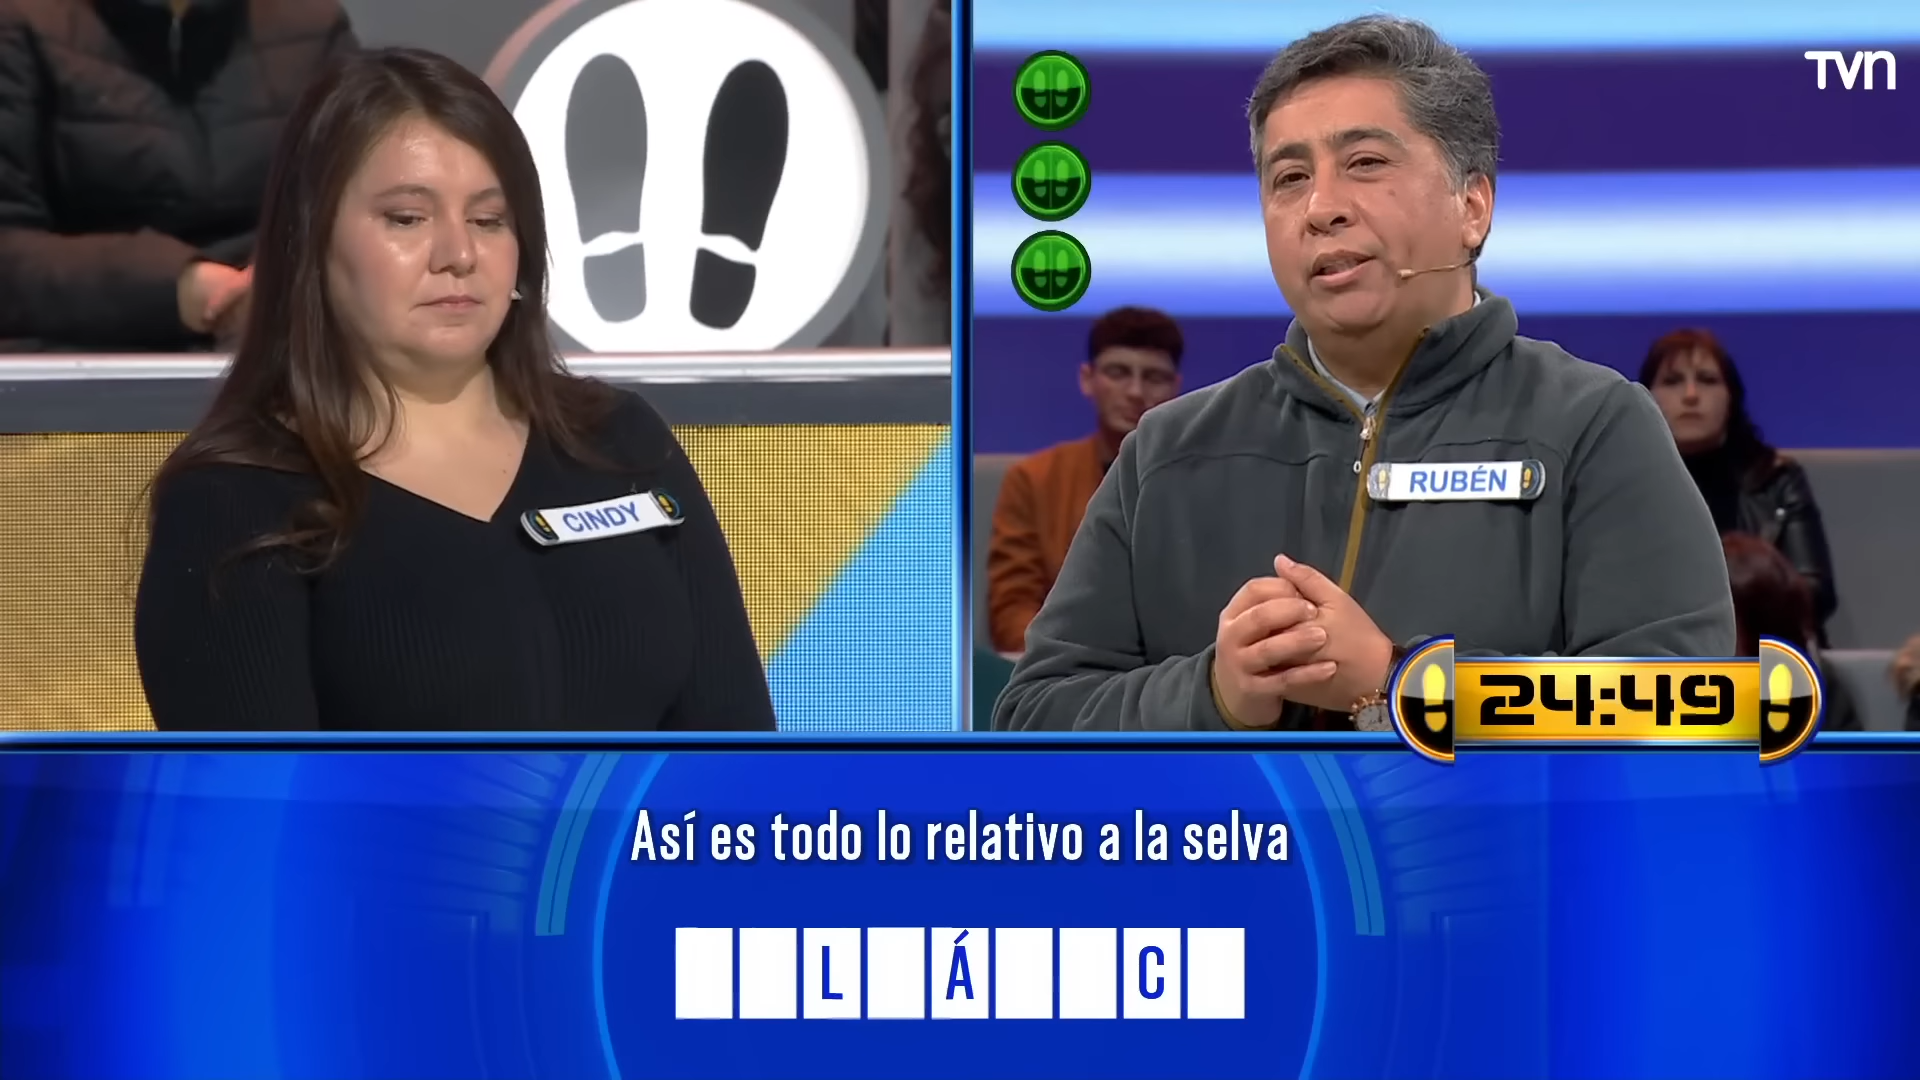 TVN
CINDY
RUBÉN
24:49
Así es todo lo relativo a la selva
L Á C